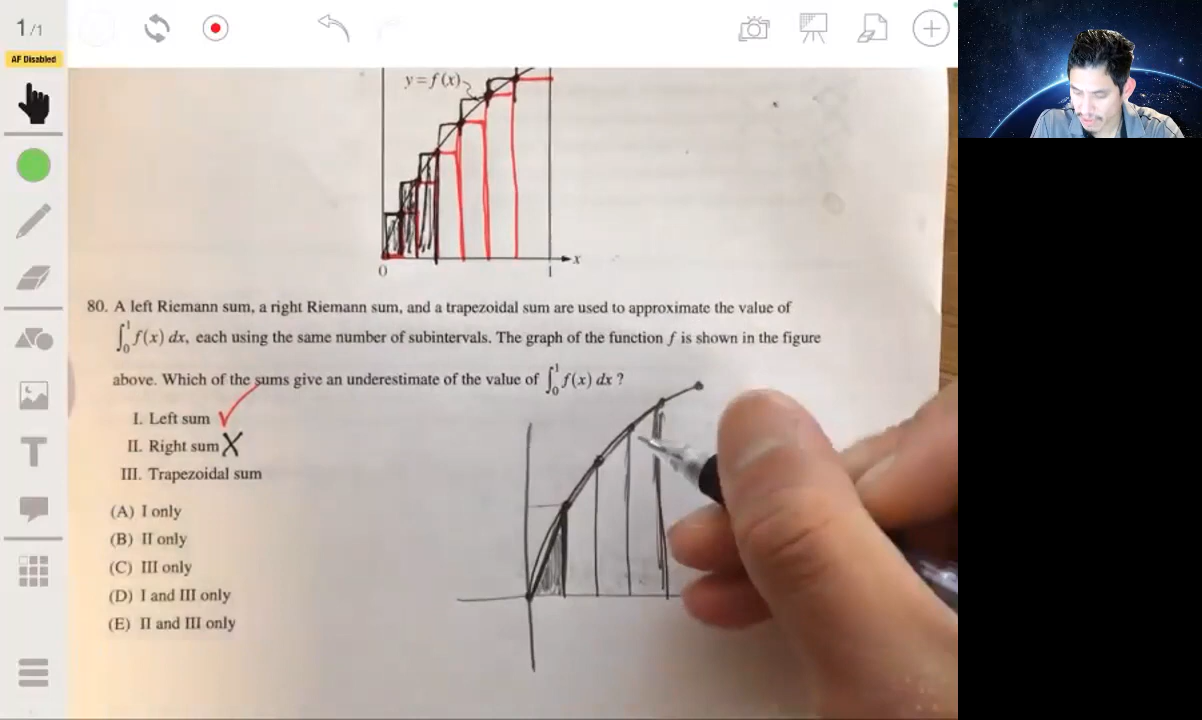 1/1
AF Disabled
y = f(x)
0 1 x
80. A left Riemann sum, a right Riemann sum, and a trapezoidal sum are used to approximate the value of
∫₀¹ f(x) dx, each using the same number of subintervals. The graph of the function f is shown in the figure
above. Which of the sums give an underestimate of the value of ∫₀¹ f(x) dx ?
I. Left sum ✓
II. Right sum X
III. Trapezoidal sum
(A) I only
(B) II only
(C) III only
(D) I and III only
(E) II and III only
T